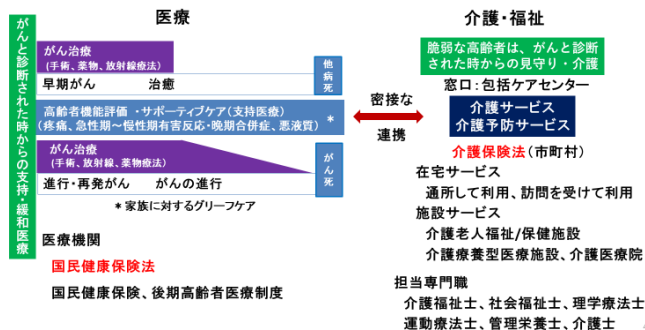 医療
がんと診断された時からの支持・緩和医療
がん治療
(手術、薬物、放射線療法)
早期がん 治癒
他病死
高齢者機能評価 ・サポーティブケア(支持医療)
(疼痛、急性期～慢性期有害反応・晩期合併症、悪液質) *
がん治療
(手術、放射線、薬物療法)
進行・再発がん がんの進行
がん死
* 家族に対するグリーフケア
医療機関
国民健康保険法
国民健康保険、後期高齢者医療制度
密接な
連携
介護・福祉
脆弱な高齢者は、がんと診断
された時からの見守り・介護
窓口:包括ケアセンター
介護サービス
介護予防サービス
介護保険法(市町村)
在宅サービス
通所して利用、訪問を受けて利用
施設サービス
介護老人福祉/保健施設
介護療養型医療施設、介護医療院
担当専門職
介護福祉士、社会福祉士、理学療法士
運動療法士、管理栄養士、介護士